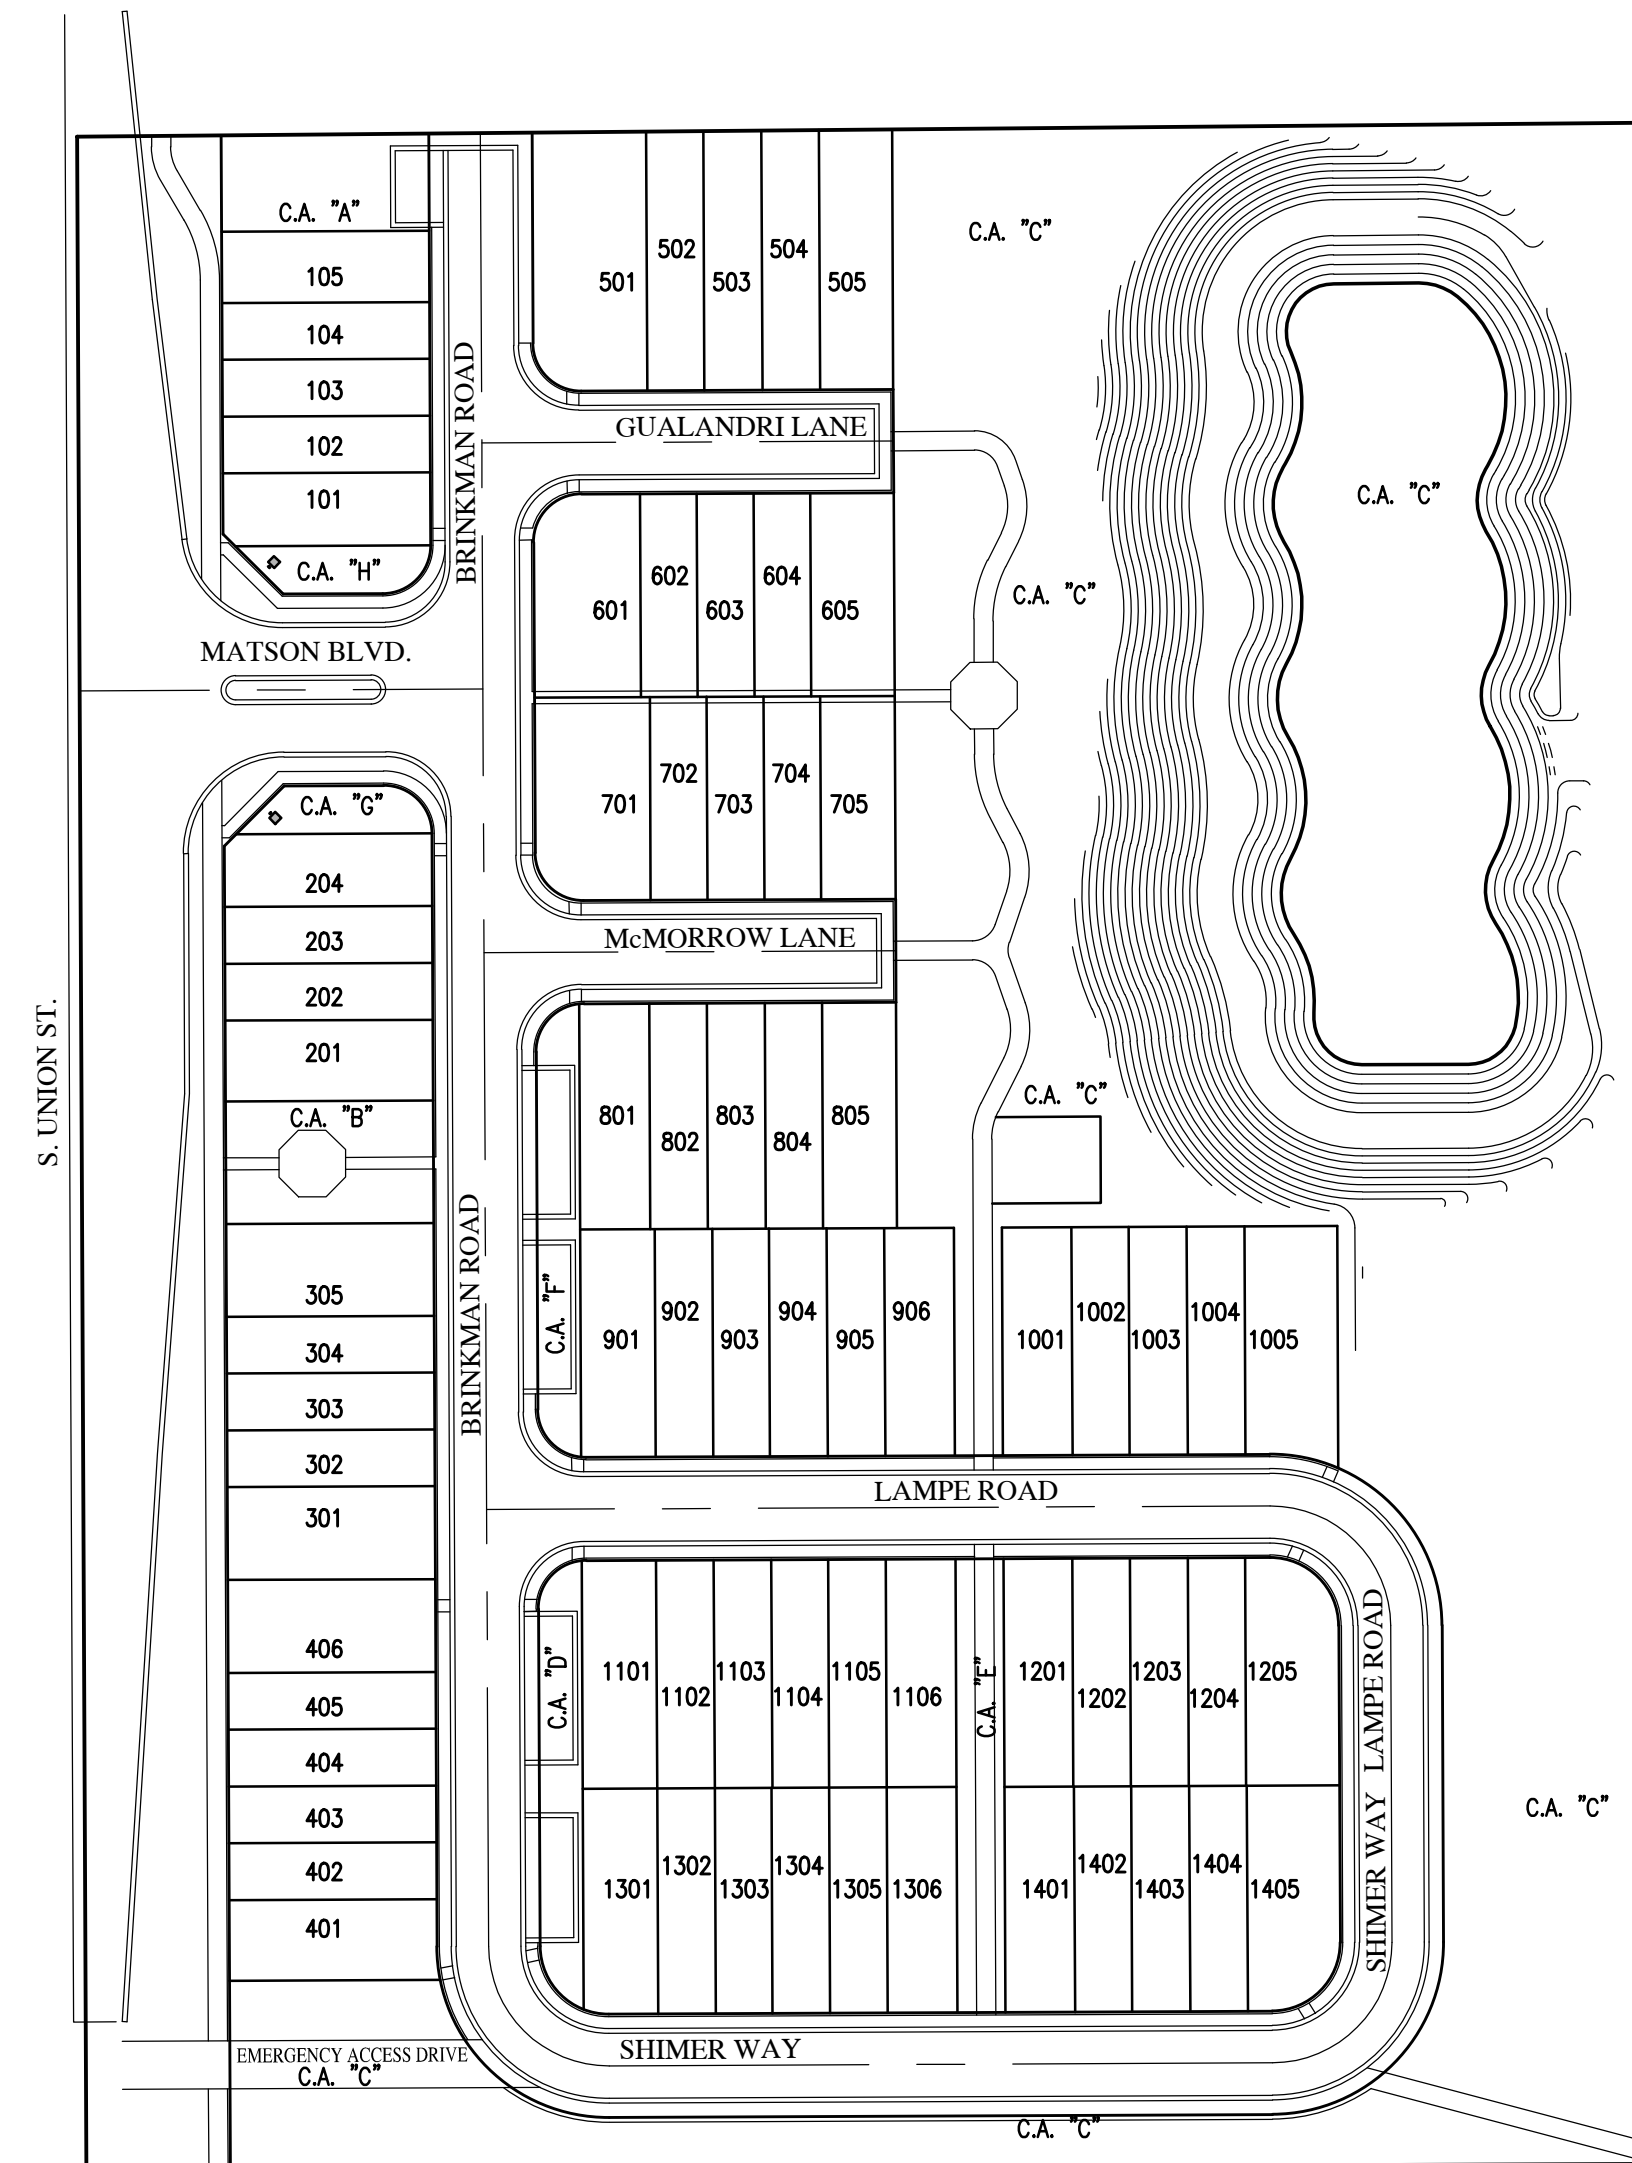 C.A. "A"
105
104
103
102
101
C.A. "H"
BRINKMAN ROAD
501
502
503
504
505
C.A. "C"
GUALANDRI LANE
C.A. "C"
601
602
603
604
605
C.A. "C"
MATSON BLVD.
701
702
703
704
705
C.A. "G"
204
203
202
201
C.A. "B"
McMORROW LANE
S. UNION ST.
801
802
803
804
805
C.A. "C"
BRINKMAN ROAD
C.A. "F"
305
304
303
302
301
901
902
903
904
905
906
1001
1002
1003
1004
1005
LAMPE ROAD
406
405
404
403
402
401
C.A. "D"
1101
1102
1103
1104
1105
1106
C.A. "E"
1201
1202
1203
1204
1205
LAMPE ROAD
SHIMER WAY
C.A. "C"
1301
1302
1303
1304
1305
1306
1401
1402
1403
1404
1405
SHIMER WAY
EMERGENCY ACCESS DRIVE
C.A. "C"
C.A. "C"